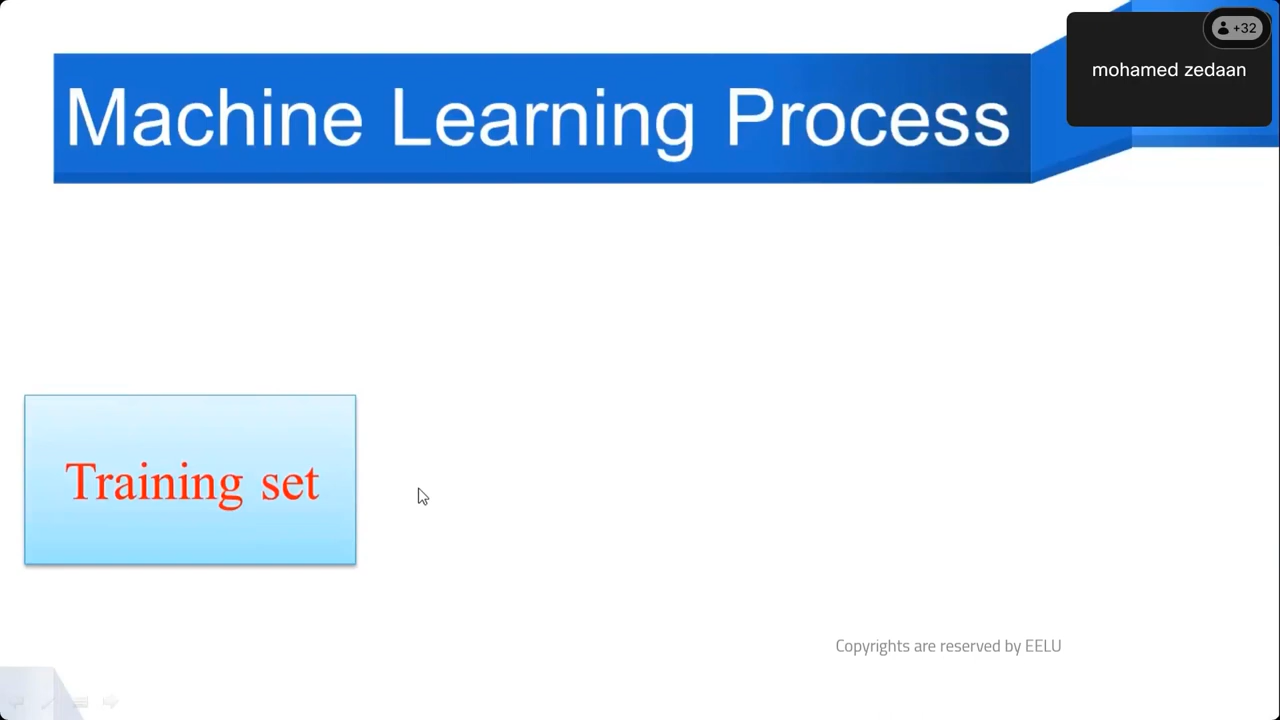 Machine Learning Process
+32
mohamed zedaan
Training set
Copyrights are reserved by EELU